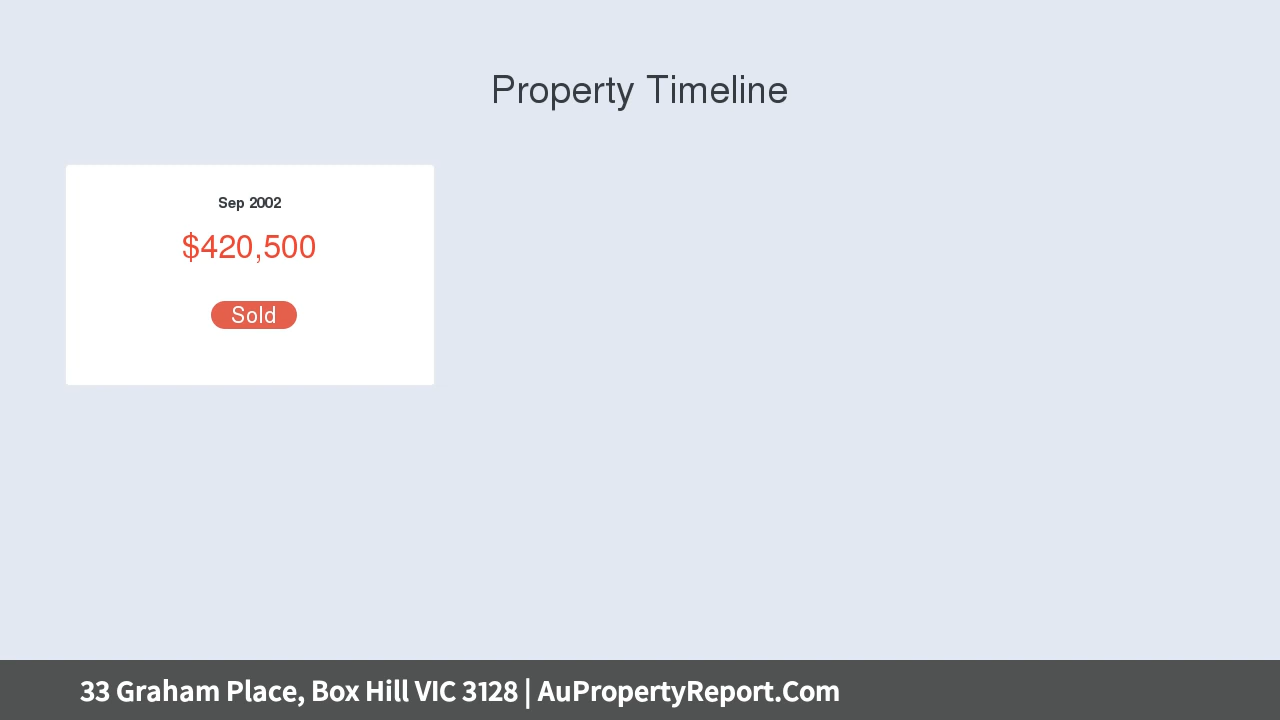 Property Timeline
Sep 2002
$420,500
Sold
33 Graham Place, Box Hill VIC 3128 | AuPropertyReport.Com